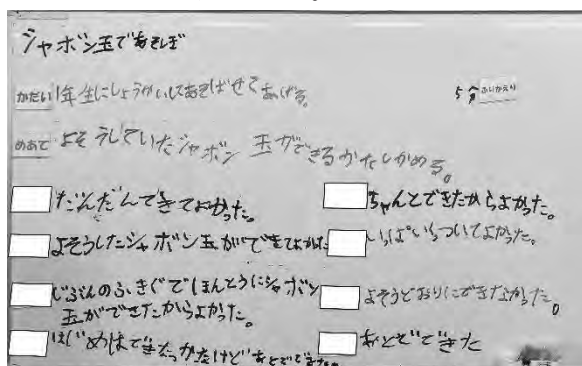 シャボン玉であそぼう
かだい 1年生にしょうかいしてあそばせてあげる。
5分 ふりかえり
めあて よそうしていたシャボン玉ができるかたしかめる。
だんだんできてよかった。
よそうしたシャボン玉ができてよかった
じぶんのふきぐでほんとうにシャボン
玉ができたからよかった。
はじめはできなかったけどあとでできた
ちゃんとできたからよかった。
いっぱいついてよかった。
よそうどおりにできなかった。
あとでできた